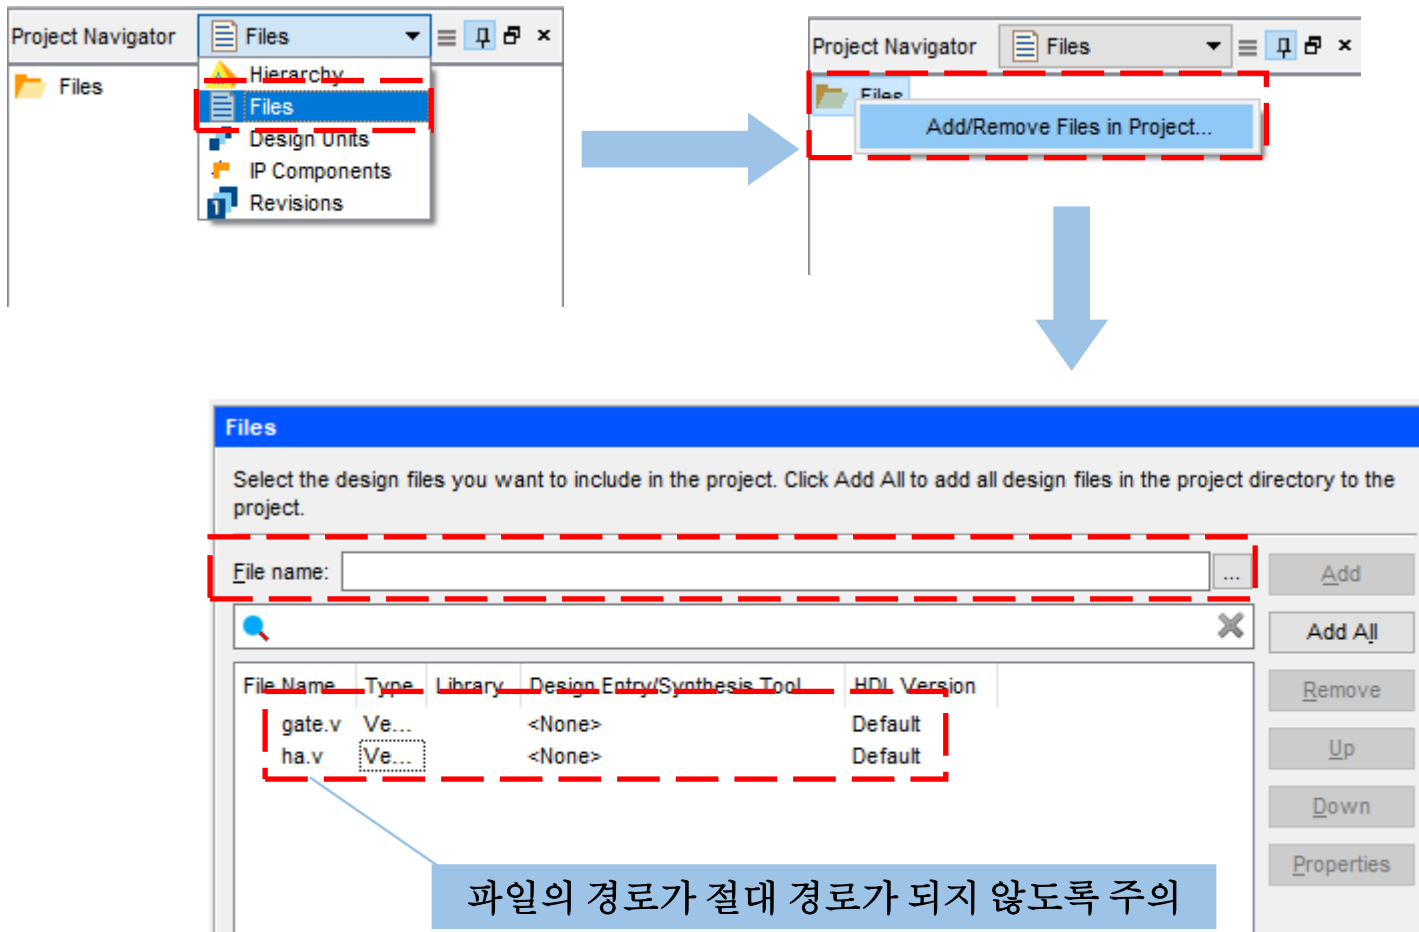 Project Navigator
Files
Files
Hierarchy
Files
Design Units
IP Components
Revisions
Project Navigator
Files
Files
Add/Remove Files in Project...
Files
Select the design files you want to include in the project. Click Add All to add all design files in the project directory to the
project.
File name:
...
Add
Add All
File Name Type Library Design Entry/Synthesis Tool HDL Version
Remove
gate.v Ve... <None> Default
ha.v Ve... <None> Default
Up
Down
Properties
파일의 경로가 절대 경로가 되지 않도록 주의